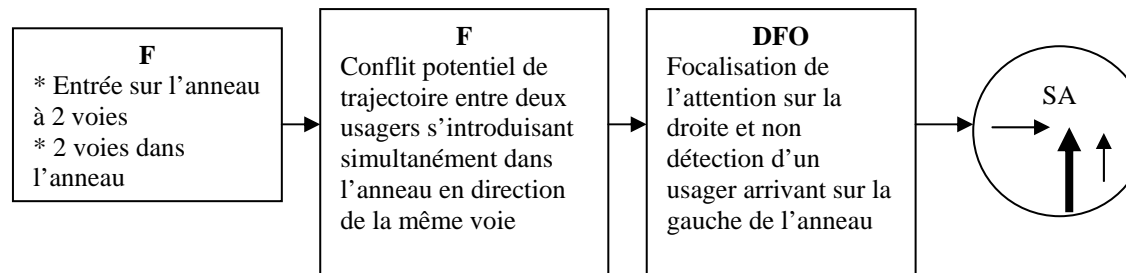 F
* Entrée sur l’anneau
à 2 voies
* 2 voies dans
l’anneau
F
Conflit potentiel de
trajectoire entre deux
usagers s’introduisant
simultanément dans
l’anneau en direction
de la même voie
DFO
Focalisation de
l’attention sur la
droite et non
détection d’un
usager arrivant sur la
gauche de l’anneau
SA